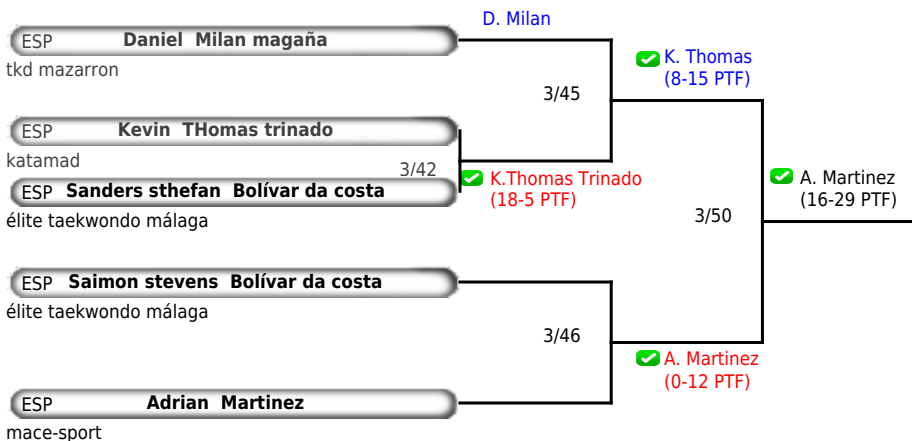 D. Milan
ESP Daniel Milan magaña
tkd mazarron
K. Thomas
(8-15 PTF)
3/45
ESP Kevin THomas trinado
katamad
3/42
K.Thomas Trinado
(18-5 PTF)
A. Martinez
(16-29 PTF)
ESP Sanders sthefan Bolívar da costa
élite taekwondo málaga
3/50
ESP Saimon stevens Bolívar da costa
élite taekwondo málaga
3/46
A. Martinez
(0-12 PTF)
ESP Adrian Martinez
mace-sport